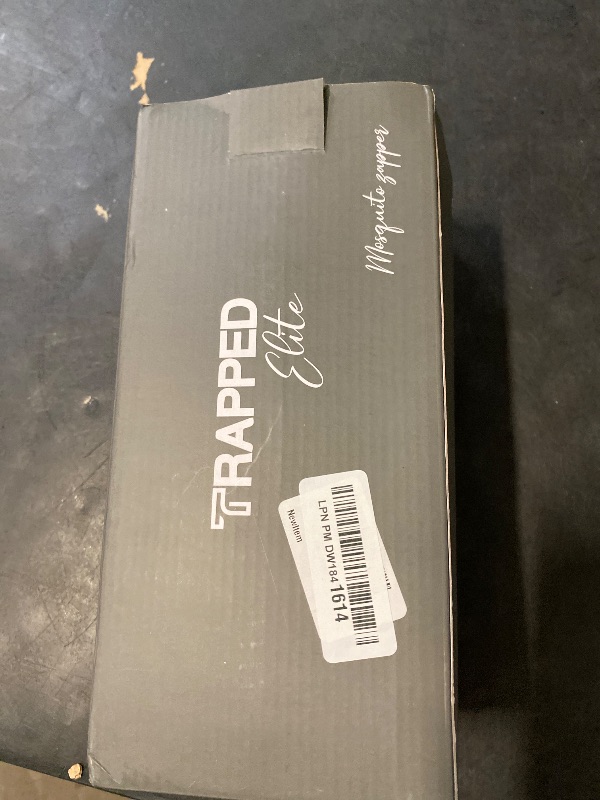 TRAPPED
Elite
Mosquito zapper
NewItem
LPN PM DW1841614